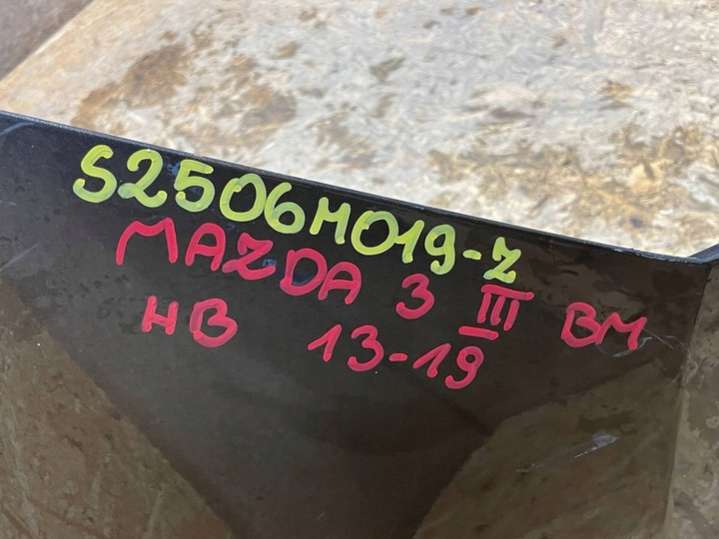 S2506M019-Z
MAZDA 3 III BM
HB 13-19